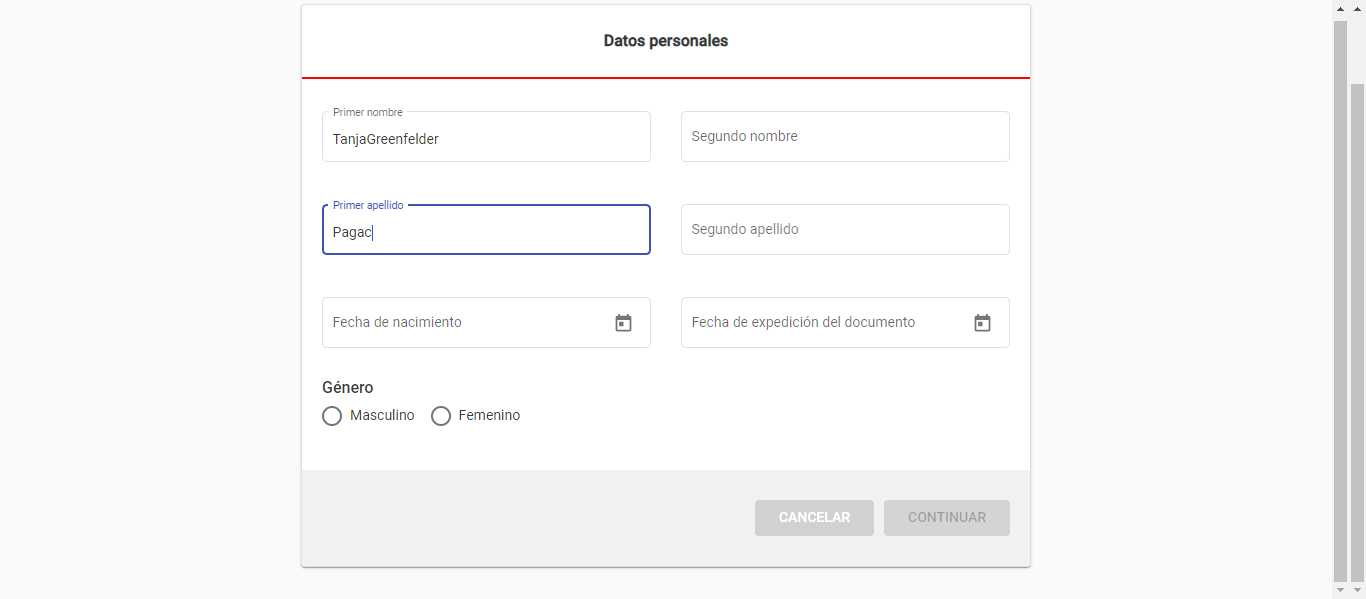 Datos personales
Primer nombre
TanjaGreenfelder
Segundo nombre
Primer apellido
Pagac
Segundo apellido
Fecha de nacimiento
Fecha de expedición del documento
Género
Masculino Femenino
CANCELAR CONTINUAR